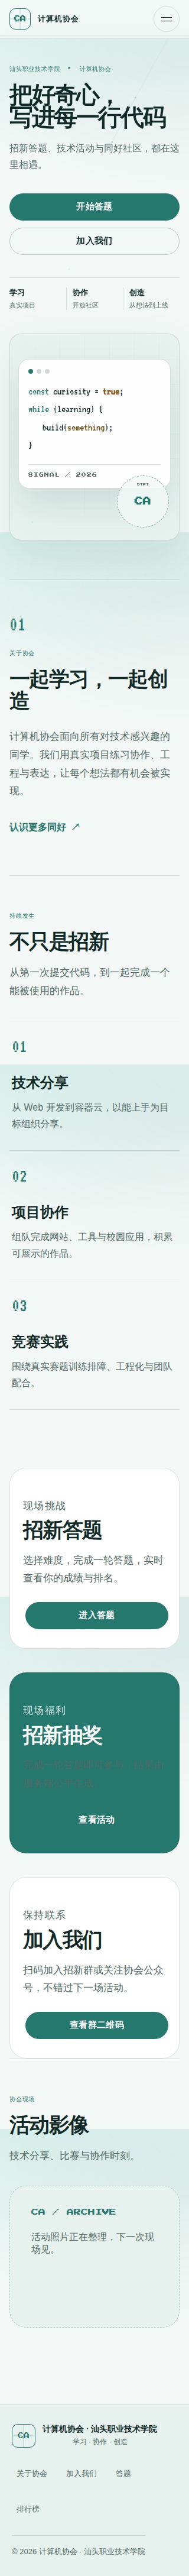 CA 计算机协会
汕头职业技术学院 • 计算机协会
把好奇心，
写进每一行代码
招新答题、技术活动与同好社区，都在这
里相遇。
开始答题
加入我们
学习
真实项目
协作
开放社区
创造
从想法到上线
const curiosity = true;
while (learning) {
build(something);
}
SIGNAL / 2026
STPT
CA
01
关于协会
一起学习，一起创
造
计算机协会面向所有对技术感兴趣的
同学。我们用真实项目练习协作、工
程与表达，让每个想法都有机会被实
现。
认识更多同好 ↗
持续发生
不只是招新
从第一次提交代码，到一起完成一个
能被使用的作品。
01
技术分享
从 Web 开发到容器云，以能上手为目
标组织分享。
02
项目协作
组队完成网站、工具与校园应用，积累
可展示的作品。
03
竞赛实践
围绕真实赛题训练排障、工程化与团队
配合。
现场挑战
招新答题
选择难度，完成一轮答题，实时
查看你的成绩与排名。
进入答题
现场福利
招新抽奖
查看活动
保持联系
加入我们
扫码加入招新群或关注协会公众
号，不错过下一场活动。
查看群二维码
协会现场
活动影像
技术分享、比赛与协作时刻。
CA / ARCHIVE
活动照片正在整理，下一次现
场见。
CA
计算机协会 · 汕头职业技术学院
学习 · 协作 · 创造
关于协会 加入我们 答题
排行榜
© 2026 计算机协会 · 汕头职业技术学院